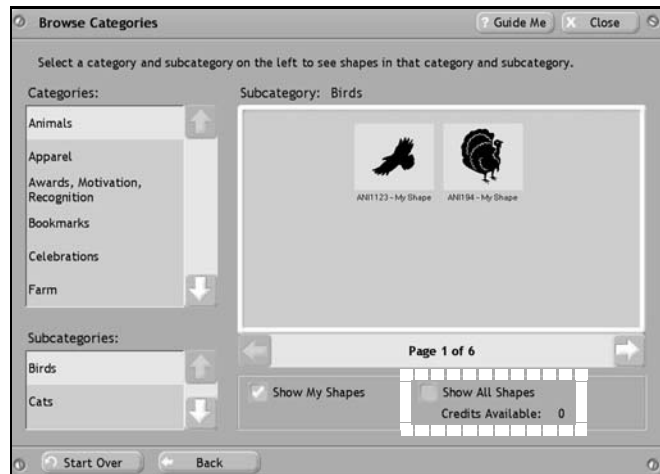 Browse Categories
? Guide Me
X Close
Select a category and subcategory on the left to see shapes in that category and subcategory.
Categories:
Animals
Apparel
Awards, Motivation,
Recognition
Bookmarks
Celebrations
Farm
Subcategories:
Birds
Cats
Subcategory: Birds
ANI1123 - My Shape
ANI194 - My Shape
Page 1 of 6
Show My Shapes
Show All Shapes
Credits Available: 0
Start Over
Back